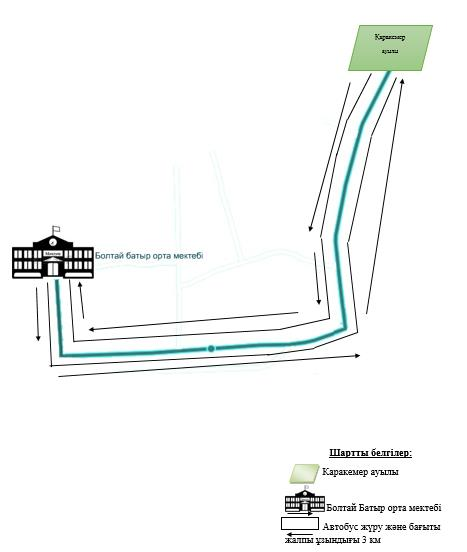 Каракемер
ауылы
Мектеп
Болтай батыр орта мектебі
Шартты белгілер:
Каракемер ауылы
Болтай Батыр орта мектебі
Автобус жүру және бағыты
жалпы ұзындығы 3 км